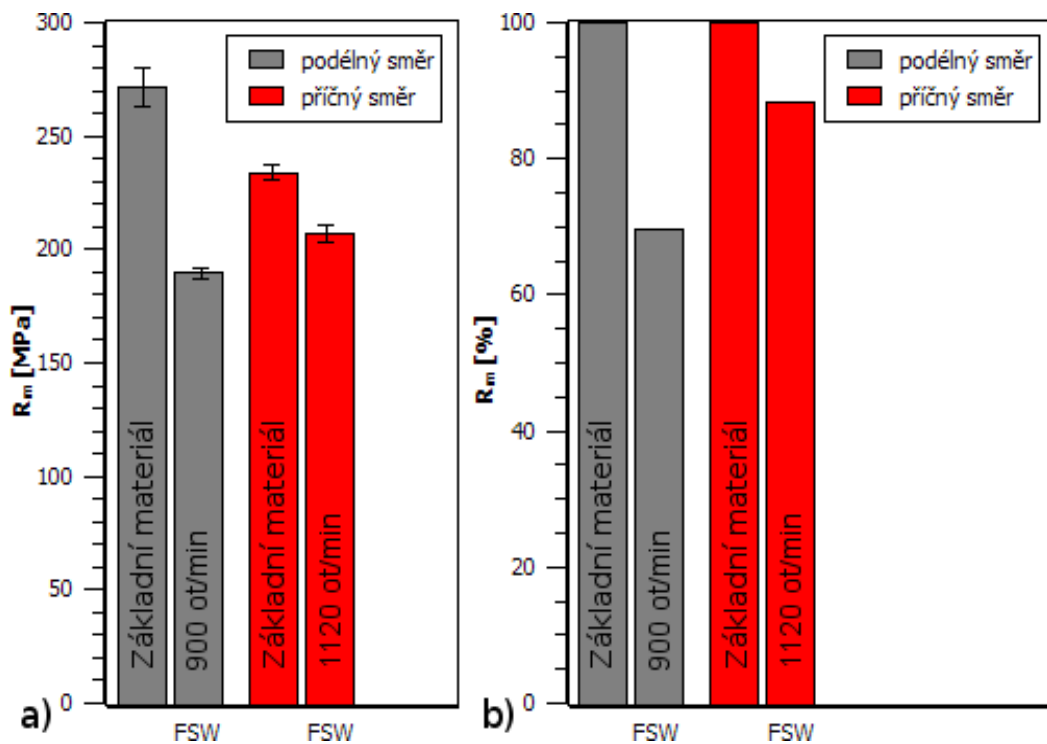 300
250
200
150
100
50
0
Rₘ [MPa]
podélný směr
příčný směr
Základní materiál
900 ot/min
Základní materiál
1120 ot/min
FSW
FSW
a)
100
80
60
40
20
0
Rₘ [%]
podélný směr
příčný směr
Základní materiál
900 ot/min
Základní materiál
1120 ot/min
FSW
FSW
b)